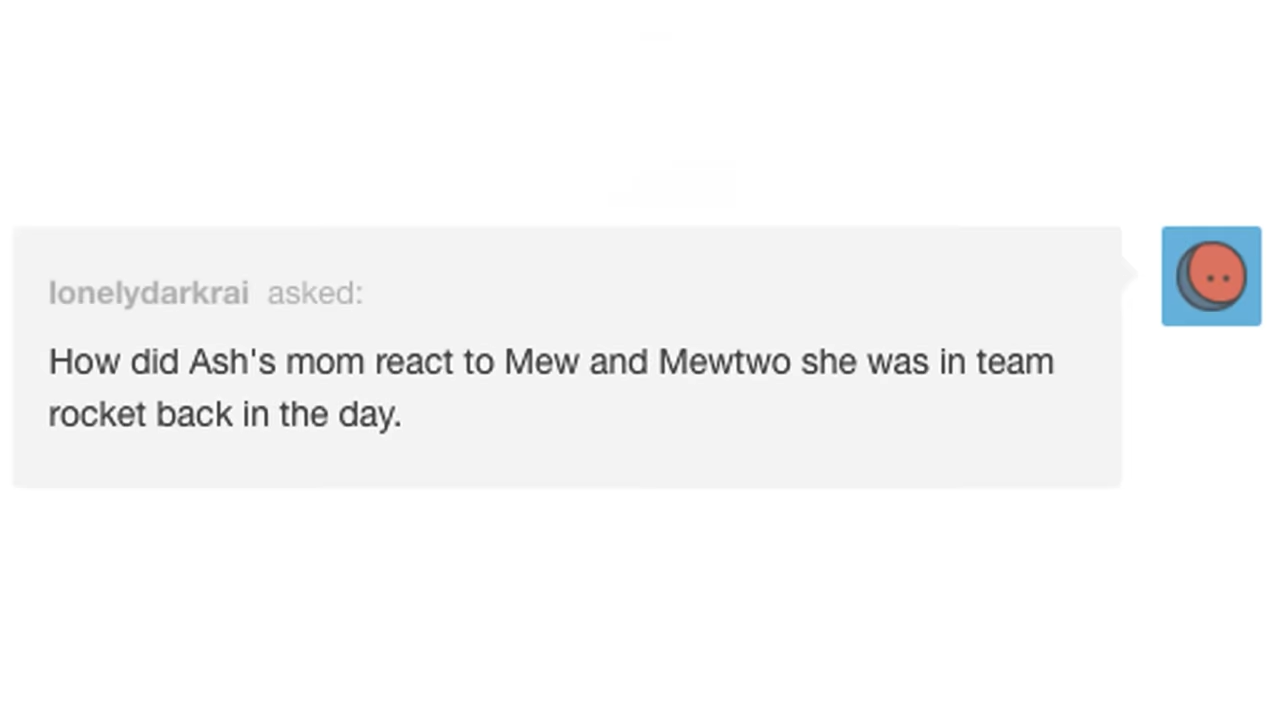 lonelydarkrai asked:
How did Ash's mom react to Mew and Mewtwo she was in team
rocket back in the day.